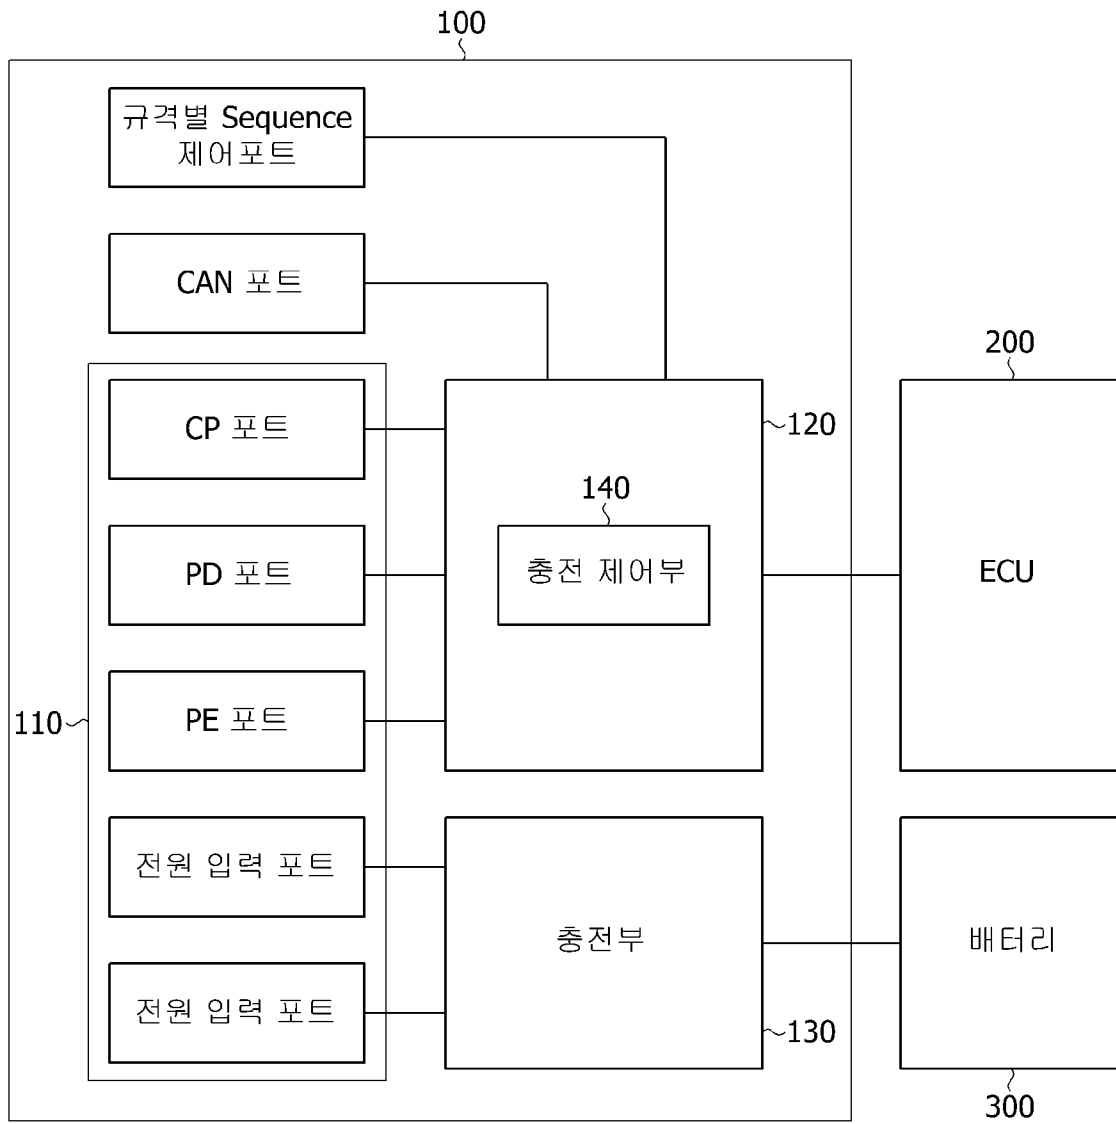 100
규격별 Sequence
제어포트
CAN 포트
200
CP 포트
120
140
PD 포트
충전 제어부
ECU
110
PE 포트
전원 입력 포트
충전부
배터리
전원 입력 포트
130
300